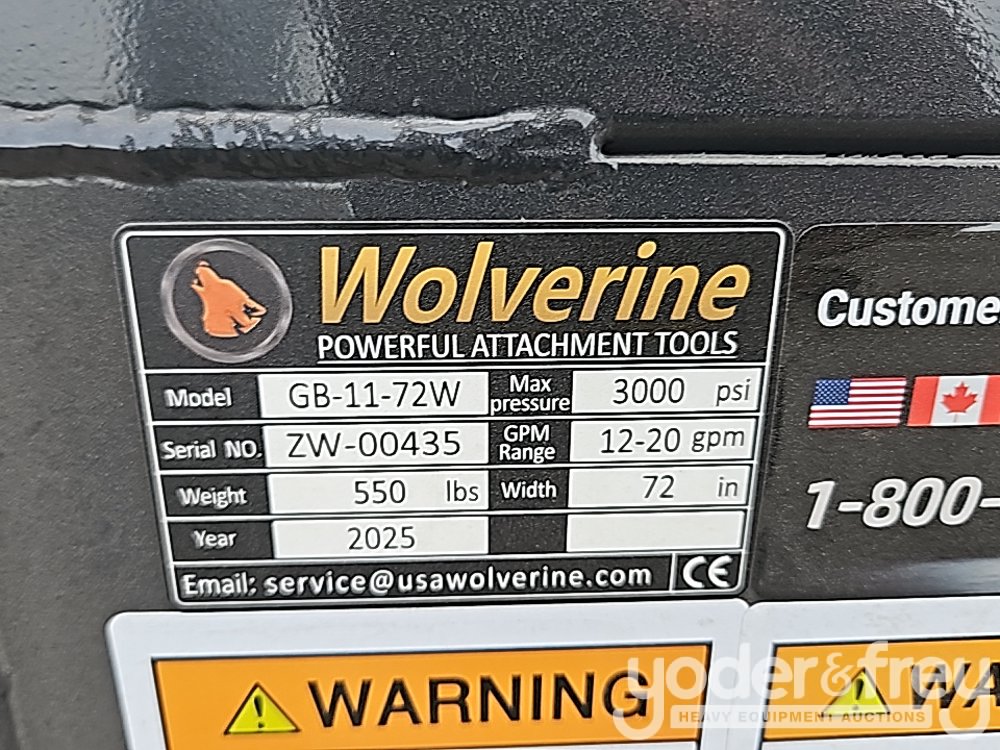 Wolverine
POWERFUL ATTACHMENT TOOLS
Model GB-11-72W Max pressure 3000 psi
Serial NO. ZW-00435 GPM Range 12-20 gpm
Weight 550 lbs Width 72 in
Year 2025
Email: service@usawolverine.com CE
Custome
1-800-
WARNING
WA
yoder&frey
HEAVY EQUIPMENT AUCTIONS